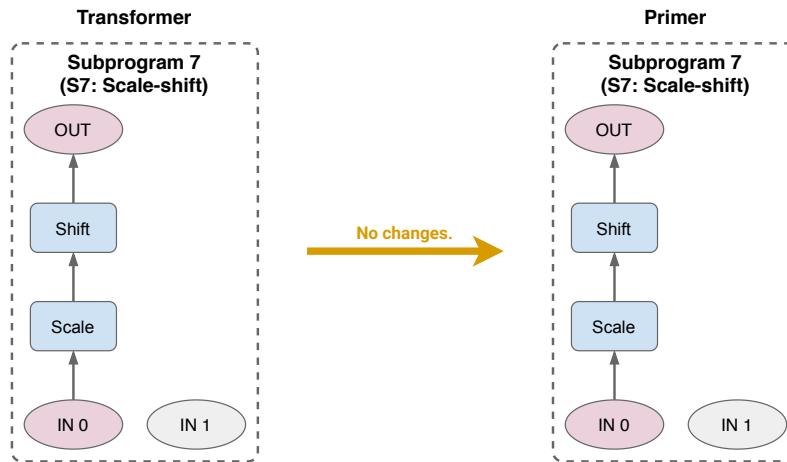 Transformer
Subprogram 7
(S7: Scale-shift)
OUT
Shift
Scale
IN 0
IN 1
No changes.
Primer
Subprogram 7
(S7: Scale-shift)
OUT
Shift
Scale
IN 0
IN 1